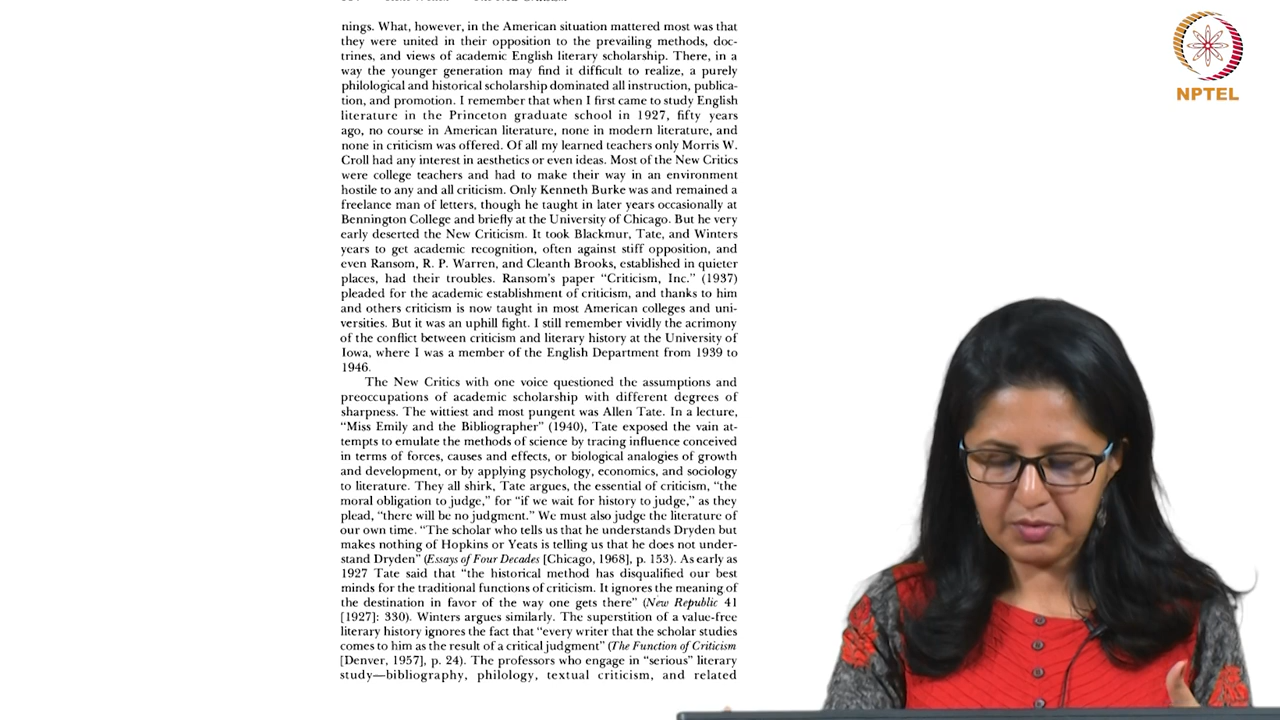 nings. What, however, in the American situation mattered most was that
they were united in their opposition to the prevailing methods, doc-
trines, and views of academic English literary scholarship. There, in a
way the younger generation may find it difficult to realize, a purely
philological and historical scholarship dominated all instruction, publica-
tion, and promotion. I remember that when I first came to study English
literature in the Princeton graduate school in 1927, fifty years
ago, no course in American literature, none in modern literature, and
none in criticism was offered. Of all my learned teachers only Morris W.
Croll had any interest in aesthetics or even ideas. Most of the New Critics
were college teachers and had to make their way in an environment
hostile to any and all criticism. Only Kenneth Burke was and remained a
freelance man of letters, though he taught in later years occasionally at
Bennington College and briefly at the University of Chicago. But he very
early deserted the New Criticism. It took Blackmur, Tate, and Winters
years to get academic recognition, often against stiff opposition, and
even Ransom, R. P. Warren, and Cleanth Brooks, established in quieter
places, had their troubles. Ransom's paper "Criticism, Inc." (1937)
pleaded for the academic establishment of criticism, and thanks to him
and others criticism is now taught in most American colleges and uni-
versities. But it was an uphill fight. I still remember vividly the acrimony
of the conflict between criticism and literary history at the University of
Iowa, where I was a member of the English Department from 1939 to
1946.
The New Critics with one voice questioned the assumptions and
preoccupations of academic scholarship with different degrees of
sharpness. The wittiest and most pungent was Allen Tate. In a lecture,
"Miss Emily and the Bibliographer" (1940), Tate exposed the vain at-
tempts to emulate the methods of science by tracing influence conceived
in terms of forces, causes and effects, or biological analogies of growth
and development, or by applying psychology, economics, and sociology
to literature. They all shirk, Tate argues, the essential of criticism, "the
moral obligation to judge," for "if we wait for history to judge," as they
plead, "there will be no judgment." We must also judge the literature of
our own time. "The scholar who tells us that he understands Dryden but
makes nothing of Hopkins or Yeats is telling us that he does not under-
stand Dryden" (Essays of Four Decades [Chicago, 1968], p. 153). As early as
1927 Tate said that "the historical method has disqualified our best
minds for the traditional functions of criticism. It ignores the meaning of
the destination in favor of the way one gets there" (New Republic 41
[1927]: 330). Winters argues similarly. The superstition of a value-free
literary history ignores the fact that "every writer that the scholar studies
comes to him as the result of a critical judgment" (The Function of Criticism
[Denver, 1957], p. 24). The professors who engage in "serious" literary
study—bibliography, philology, textual criticism, and related
NPTEL